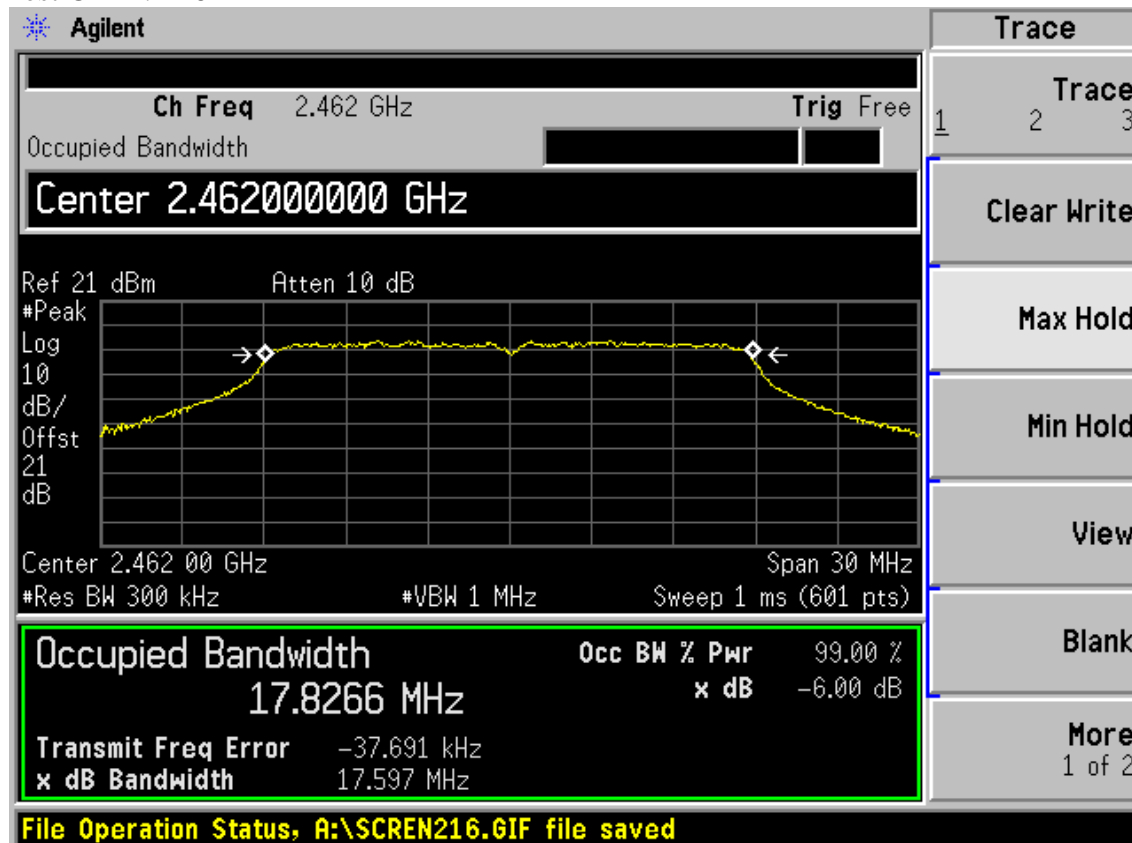 Agilent
Trace
Ch Freq 2.462 GHz Trig Free
Occupied Bandwidth
Center 2.462000000 GHz
Ref 21 dBm Atten 10 dB
#Peak
Log
10
dB/
Offst
21
dB
Center 2.462 00 GHz Span 30 MHz
#Res BW 300 kHz #VBW 1 MHz Sweep 1 ms (601 pts)
Occupied Bandwidth Occ BW % Pwr 99.00 %
17.8266 MHz x dB -6.00 dB
Transmit Freq Error -37.691 kHz
x dB Bandwidth 17.597 MHz
File Operation Status, A:\SCREN216.GIF file saved
Trace
1 2 3
Clear Write
Max Hold
Min Hold
View
Blank
More
1 of 2